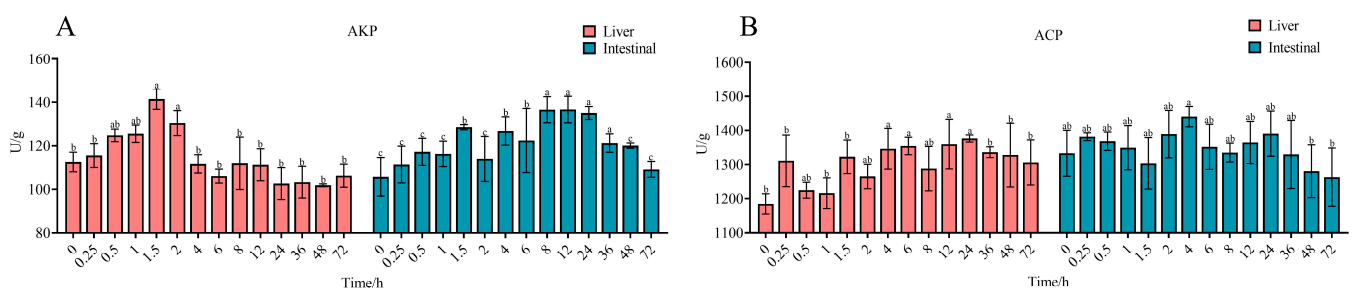 A
AKP
Liver
Intestinal
U/g
160
140
120
100
80
b b ab ab a a b b b b b b b b
c c c c b c b b a a a b b c
0 0.25 0.5 1 1.5 2 4 6 8 12 24 36 48 72
0 0.25 0.5 1 1.5 2 4 6 8 12 24 36 48 72
Time/h
B
ACP
Liver
Intestinal
U/g
1600
1500
1400
1300
1200
1100
b b ab b b ab a a ab a a b b b
ab ab ab ab ab ab a ab ab ab ab ab b b
0 0.25 0.5 1 1.5 2 4 6 8 12 24 36 48 72
0 0.25 0.5 1 1.5 2 4 6 8 12 24 36 48 72
Time/h